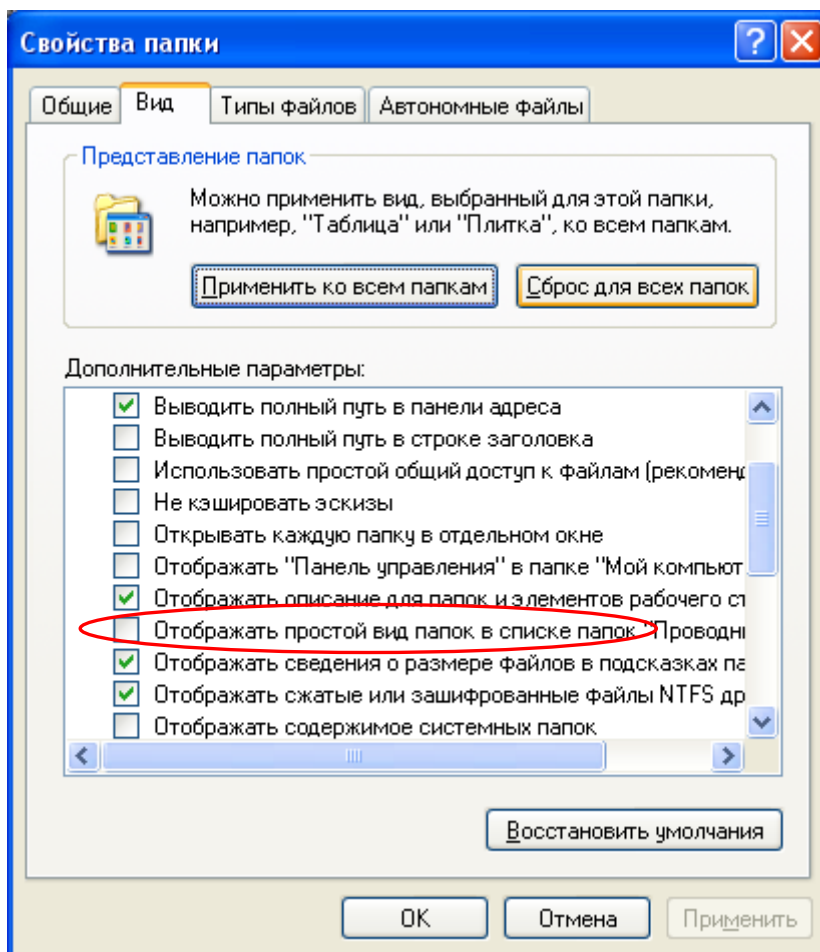 Свойства папки
Общие Вид Типы файлов Автономные файлы
Представление папок
Можно применить вид, выбранный для этой папки,
например, "Таблица" или "Плитка", ко всем папкам.
Применить ко всем папкам Сброс для всех папок
Дополнительные параметры:
Выводить полный путь в панели адреса
Выводить полный путь в строке заголовка
Использовать простой общий доступ к файлам (рекоменд
Не кэшировать эскизы
Открывать каждую папку в отдельном окне
Отображать "Панель управления" в папке "Мой компьют
Отображать описание для папок и элементов рабочего ст
Отображать простой вид папок в списке папок "Проводни
Отображать сведения о размере файлов в подсказках па
Отображать сжатые или зашифрованные файлы NTFS др
Отображать содержимое системных папок
Восстановить умолчания
ОК Отмена Применить